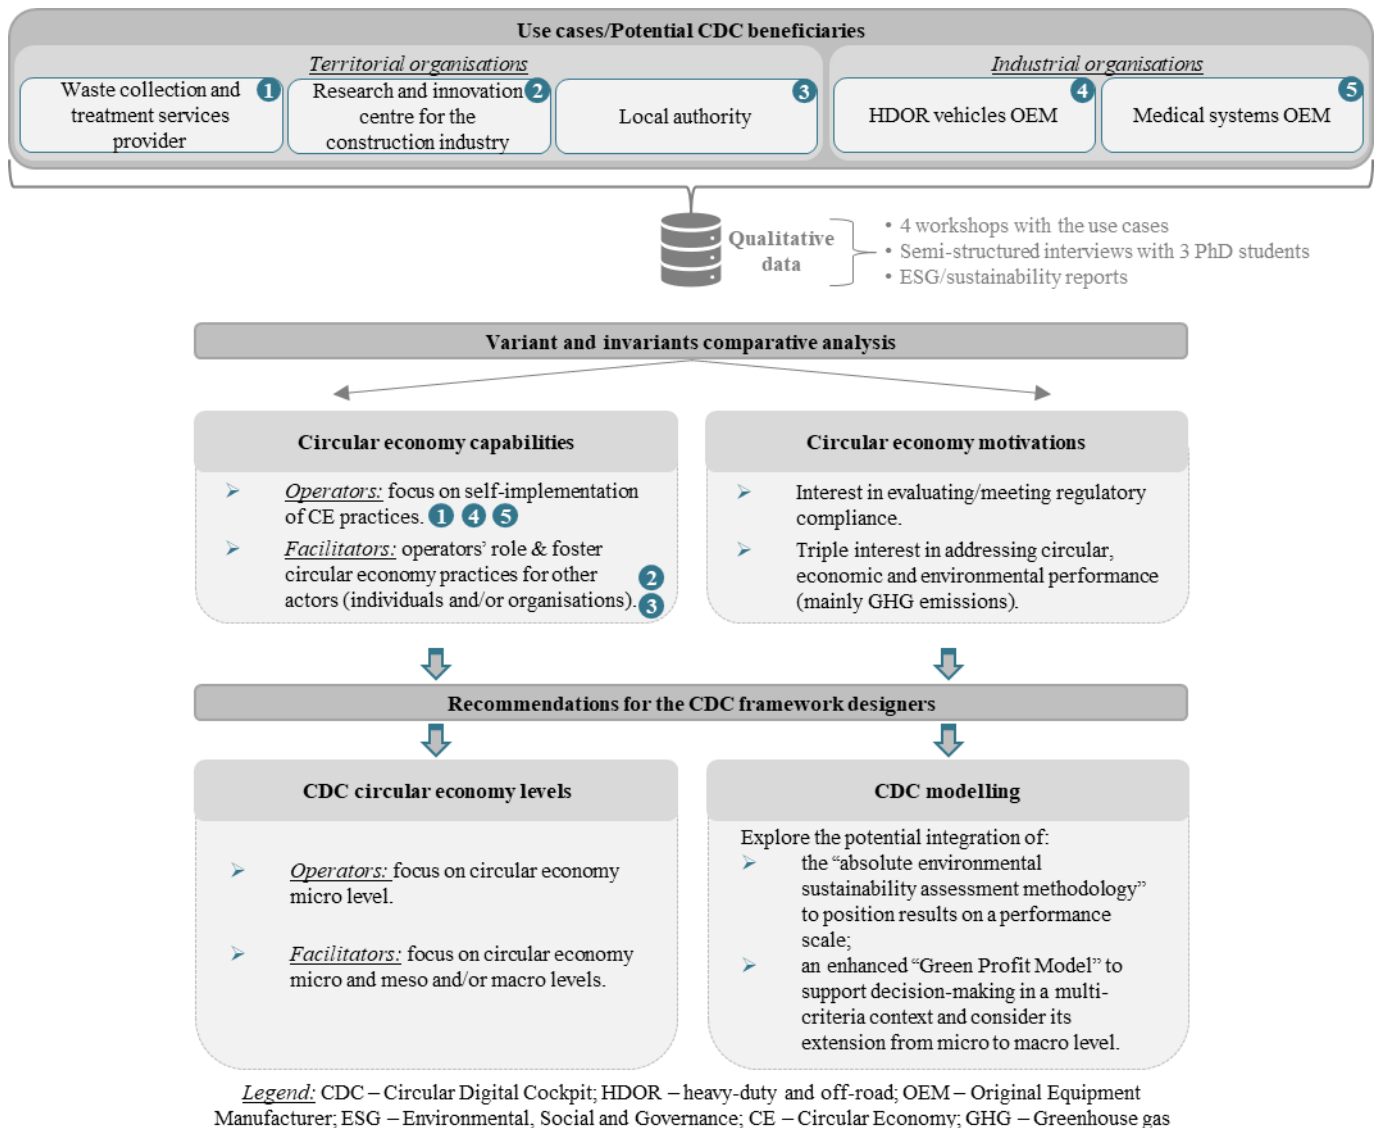 Use cases/Potential CDC beneficiaries
Territorial organisations
Waste collection and
treatment services
provider
1
Research and innovation
centre for the
construction industry
2
Local authority
3
Industrial organisations
HDOR vehicles OEM
4
Medical systems OEM
5
Qualitative
data
• 4 workshops with the use cases
• Semi-structured interviews with 3 PhD students
• ESG/sustainability reports
Variant and invariants comparative analysis
Circular economy capabilities
Operators: focus on self-implementation
of CE practices. 1 4 5
Facilitators: operators’ role & foster
circular economy practices for other 2
actors (individuals and/or organisations). 3
Circular economy motivations
Interest in evaluating/meeting regulatory
compliance.
Triple interest in addressing circular,
economic and environmental performance
(mainly GHG emissions).
Recommendations for the CDC framework designers
CDC circular economy levels
Operators: focus on circular economy
micro level.
Facilitators: focus on circular economy
micro and meso and/or macro levels.
CDC modelling
Explore the potential integration of:
the “absolute environmental
sustainability assessment methodology”
to position results on a performance
scale;
an enhanced “Green Profit Model” to
support decision-making in a multi-
criteria context and consider its
extension from micro to macro level.
Legend: CDC – Circular Digital Cockpit; HDOR – heavy-duty and off-road; OEM – Original Equipment
Manufacturer; ESG – Environmental, Social and Governance; CE – Circular Economy; GHG – Greenhouse gas